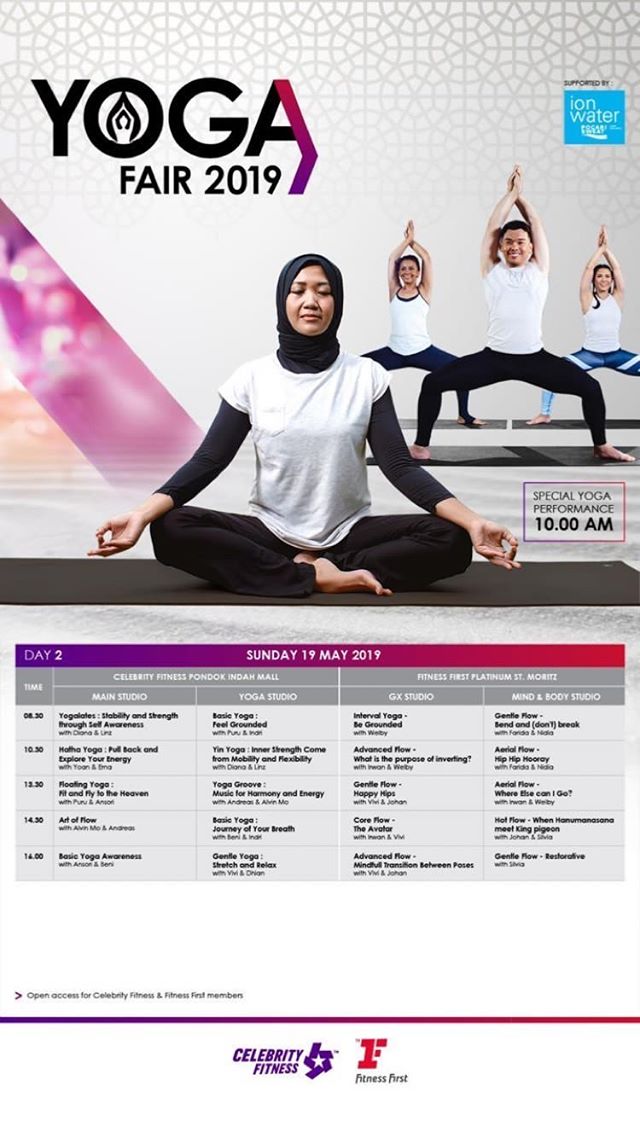 YOGA
FAIR 2019
SUPPORTED BY :
ion
water
POCARI
SWEAT
SPECIAL YOGA
PERFORMANCE
10.00 AM
DAY 2
SUNDAY 19 MAY 2019
TIME
CELEBRITY FITNESS PONDOK INDAH MALL
FITNESS FIRST PLATINUM ST. MORITZ
MAIN STUDIO
YOGA STUDIO
GX STUDIO
MIND & BODY STUDIO
08.30
Yogalates : Stability and Strength
through Self Awareness
with Diana & Linz
Basic Yoga :
Feel Grounded
with Puru & Indri
Interval Yoga -
Be Grounded
with Welby
Gentle Flow -
Bend and (don't) break
with Farida & Niala
10.30
Hatha Yoga : Pull Back and
Explore Your Energy
with Yoan & Erna
Yin Yoga : Inner Strength Come
from Mobility and Flexibility
with Diana & Linz
Advanced Flow -
What is the purpose of inverting?
with Irwan & Welby
Aerial Flow -
Hip Hip Hooray
with Farida & Niala
13.30
Floating Yoga :
Fit and Fly to the Heaven
with Puru & Ansori
Yoga Groove :
Music for Harmony and Energy
with Andreas & Alvin Mo
Gentle Flow -
Happy Hips
with Vivi & Johan
Aerial Flow -
Where Else can I Go?
with Irwan & Welby
14.30
Art of Flow
with Alvin Mo & Andreas
Basic Yoga :
Journey of Your Breath
with Beni & Indri
Core Flow -
The Avatar
with Irwan & Vivi
Hot Flow - When Hanumanasana
meet King pigeon
with Johan & Silvia
16.00
Basic Yoga Awareness
with Ansori & Beni
Gentle Yoga :
Stretch and Relax
with Vivi & Dhian
Advanced Flow -
Mindfull Transition Between Poses
with Vivi & Johan
Gentle Flow - Restorative
with Silvia
> Open access for Celebrity Fitness & Fitness First members
CELEBRITY
FITNESS
Fitness First